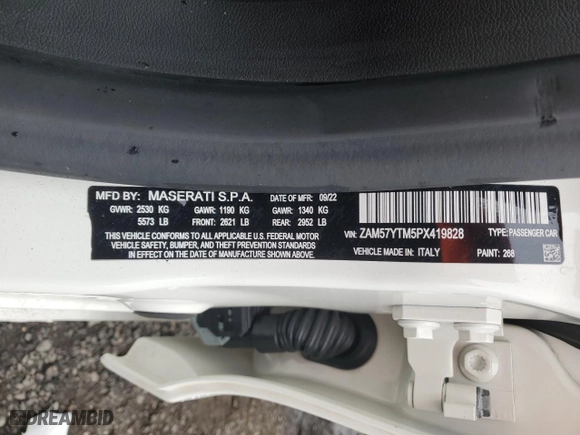 MFD BY: MASERATI S.P.A. DATE OF MFR: 09/22
GVWR: 2530 KG GAWR: 1190 KG GAWR: 1340 KG
5573 LB FRONT: 2621 LB REAR: 2952 LB
THIS VEHICLE CONFORMS TO ALL APPLICABLE U.S. FEDERAL MOTOR
VEHICLE SAFETY, BUMPER, AND THEFT PREVENTION STANDARDS IN
EFFECT ON THE DATE OF MANUFACTURE SHOWN ABOVE.
VIN: ZAM57YTM5PX419828 TYPE: PASSENGER CAR
MADE IN: ITALY PAINT: 268
DREAMBID